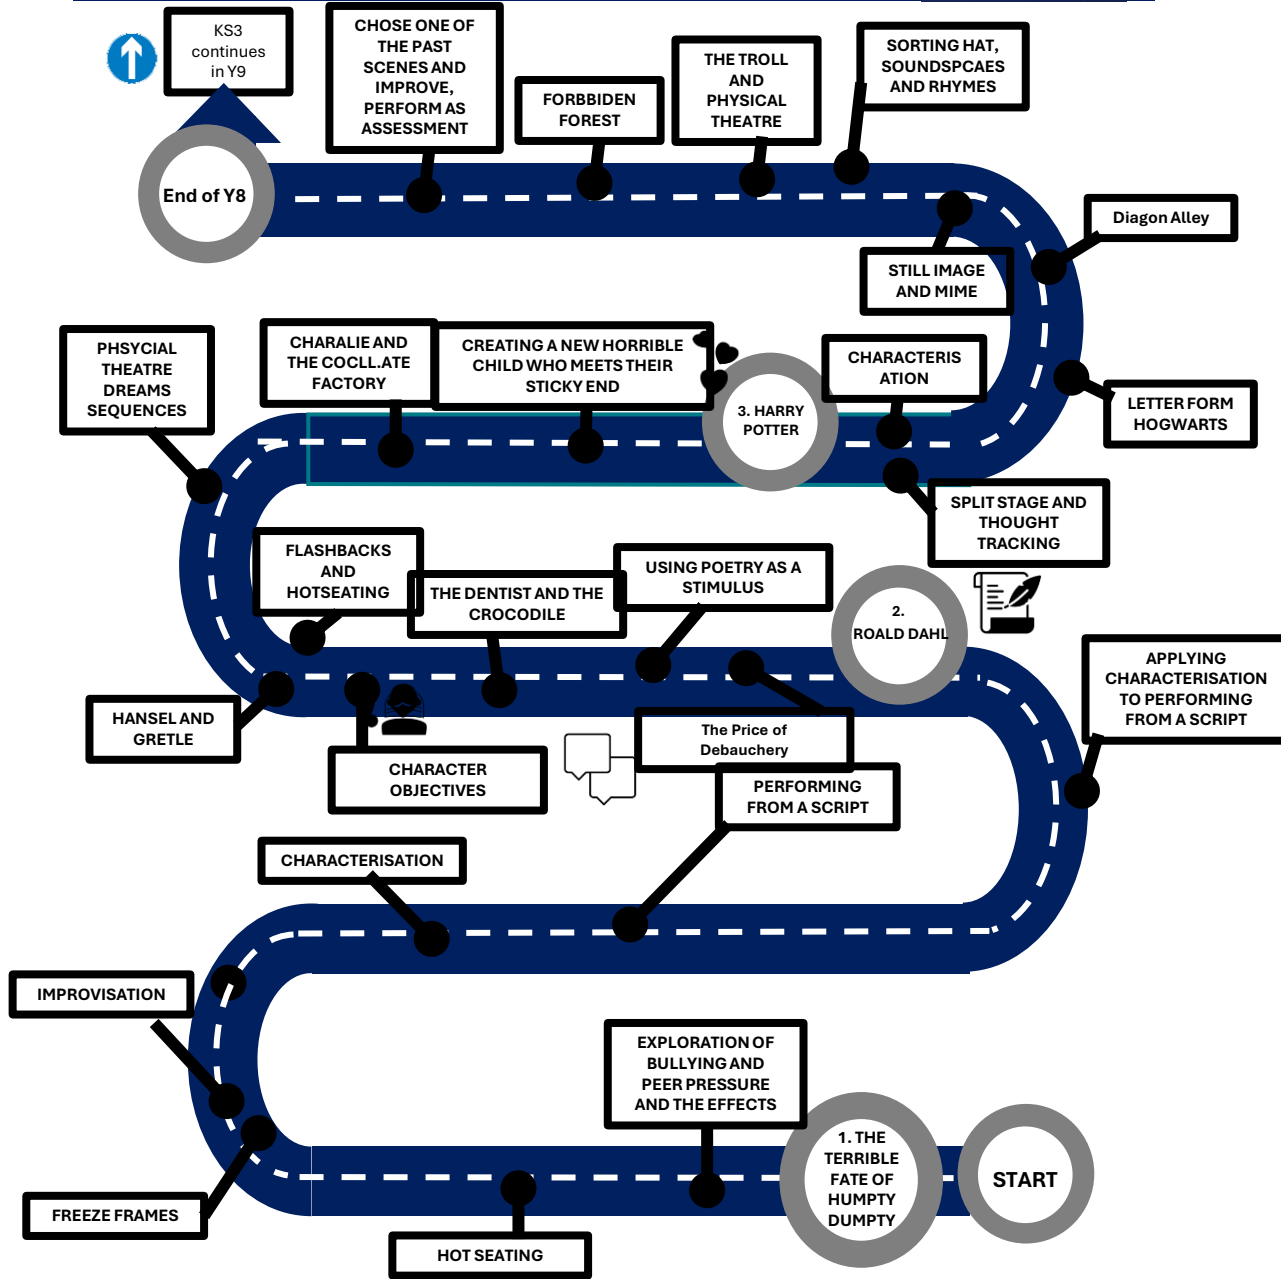 KS3
continues
in Y9
CHOSE ONE OF
THE PAST
SCENES AND
IMPROVE,
PERFORM AS
ASSESSMENT
FORBBIDEN
FOREST
THE TROLL
AND
PHYSICAL
THEATRE
SORTING HAT,
SOUNDSPCAES
AND RHYMES
End of Y8
Diagon Alley
STILL IMAGE
AND MIME
PHSYCIAL
THEATRE
DREAMS
SEQUENCES
CHARALIE AND
THE COCLL.ATE
FACTORY
CREATING A NEW HORRIBLE
CHILD WHO MEETS THEIR
STICKY END
3. HARRY
POTTER
CHARACTERIS
ATION
LETTER FORM
HOGWARTS
SPLIT STAGE AND
THOUGHT
TRACKING
FLASHBACKS
AND
HOTSEATING
THE DENTIST AND THE
CROCODILE
USING POETRY AS A
STIMULUS
2.
ROALD DAHL
APPLYING
CHARACTERISATION
TO PERFORMING
FROM A SCRIPT
HANSEL AND
GRETLE
CHARACTER
OBJECTIVES
The Price of
Debauchery
PERFORMING
FROM A SCRIPT
CHARACTERISATION
IMPROVISATION
EXPLORATION OF
BULLYING AND
PEER PRESSURE
AND THE EFFECTS
1. THE
TERRIBLE
FATE OF
HUMPTY
DUMPTY
START
FREEZE FRAMES
HOT SEATING